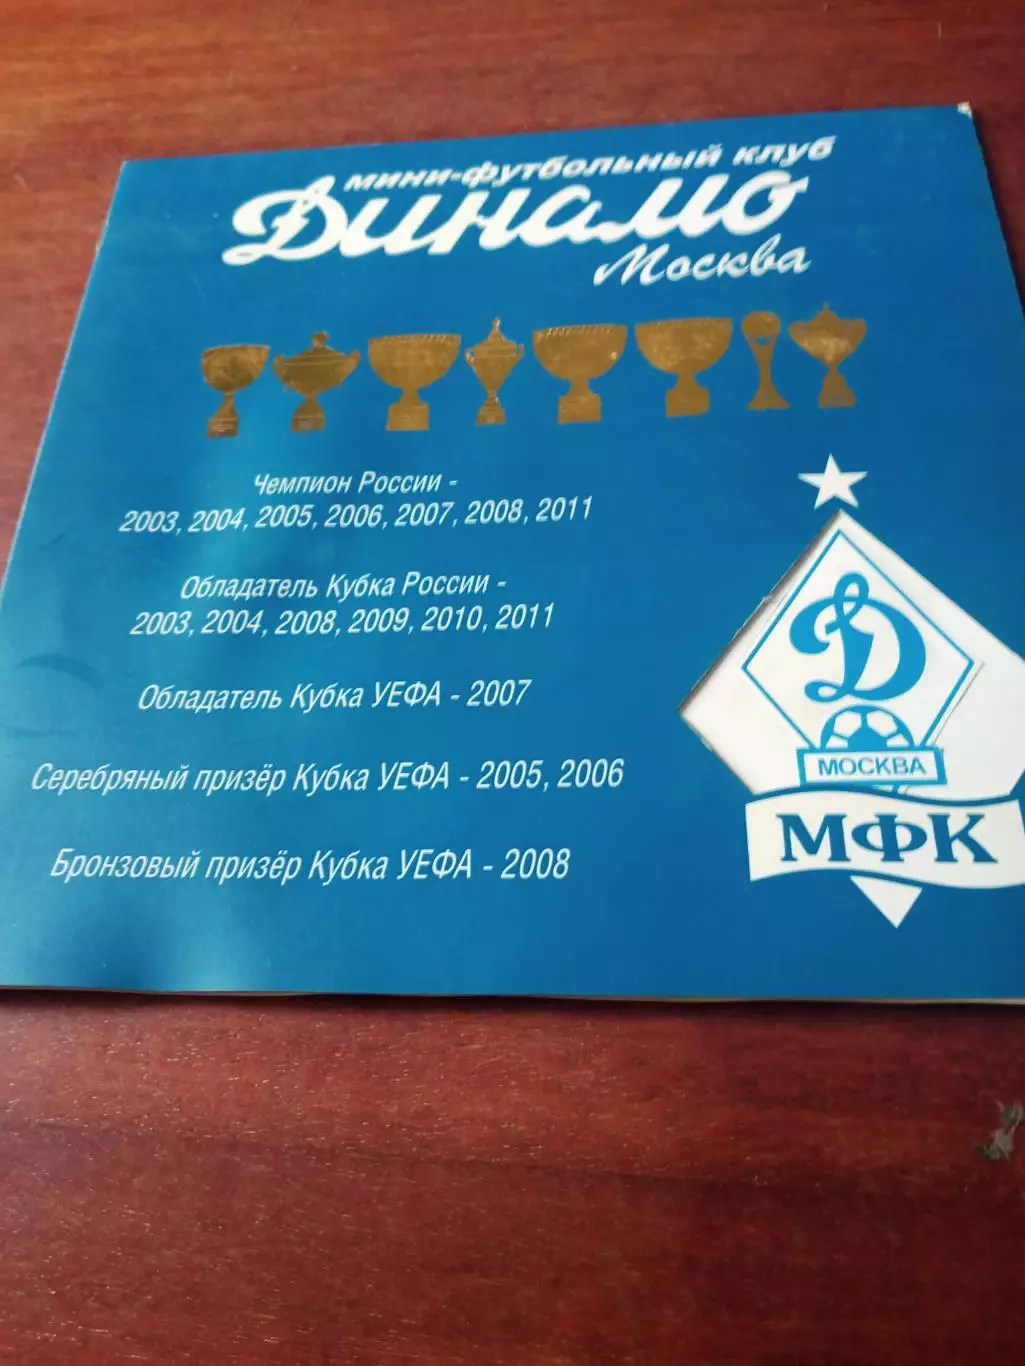 Мини-футбольный клуб
Динамо
Москва
Чемпион России -
2003, 2004, 2005, 2006, 2007, 2008, 2011
Обладатель Кубка России -
2003, 2004, 2008, 2009, 2010, 2011
Обладатель Кубка УЕФА - 2007
Серебряный призёр Кубка УЕФА - 2005, 2006
Бронзовый призёр Кубка УЕФА - 2008
Д
МОСКВА
МФК